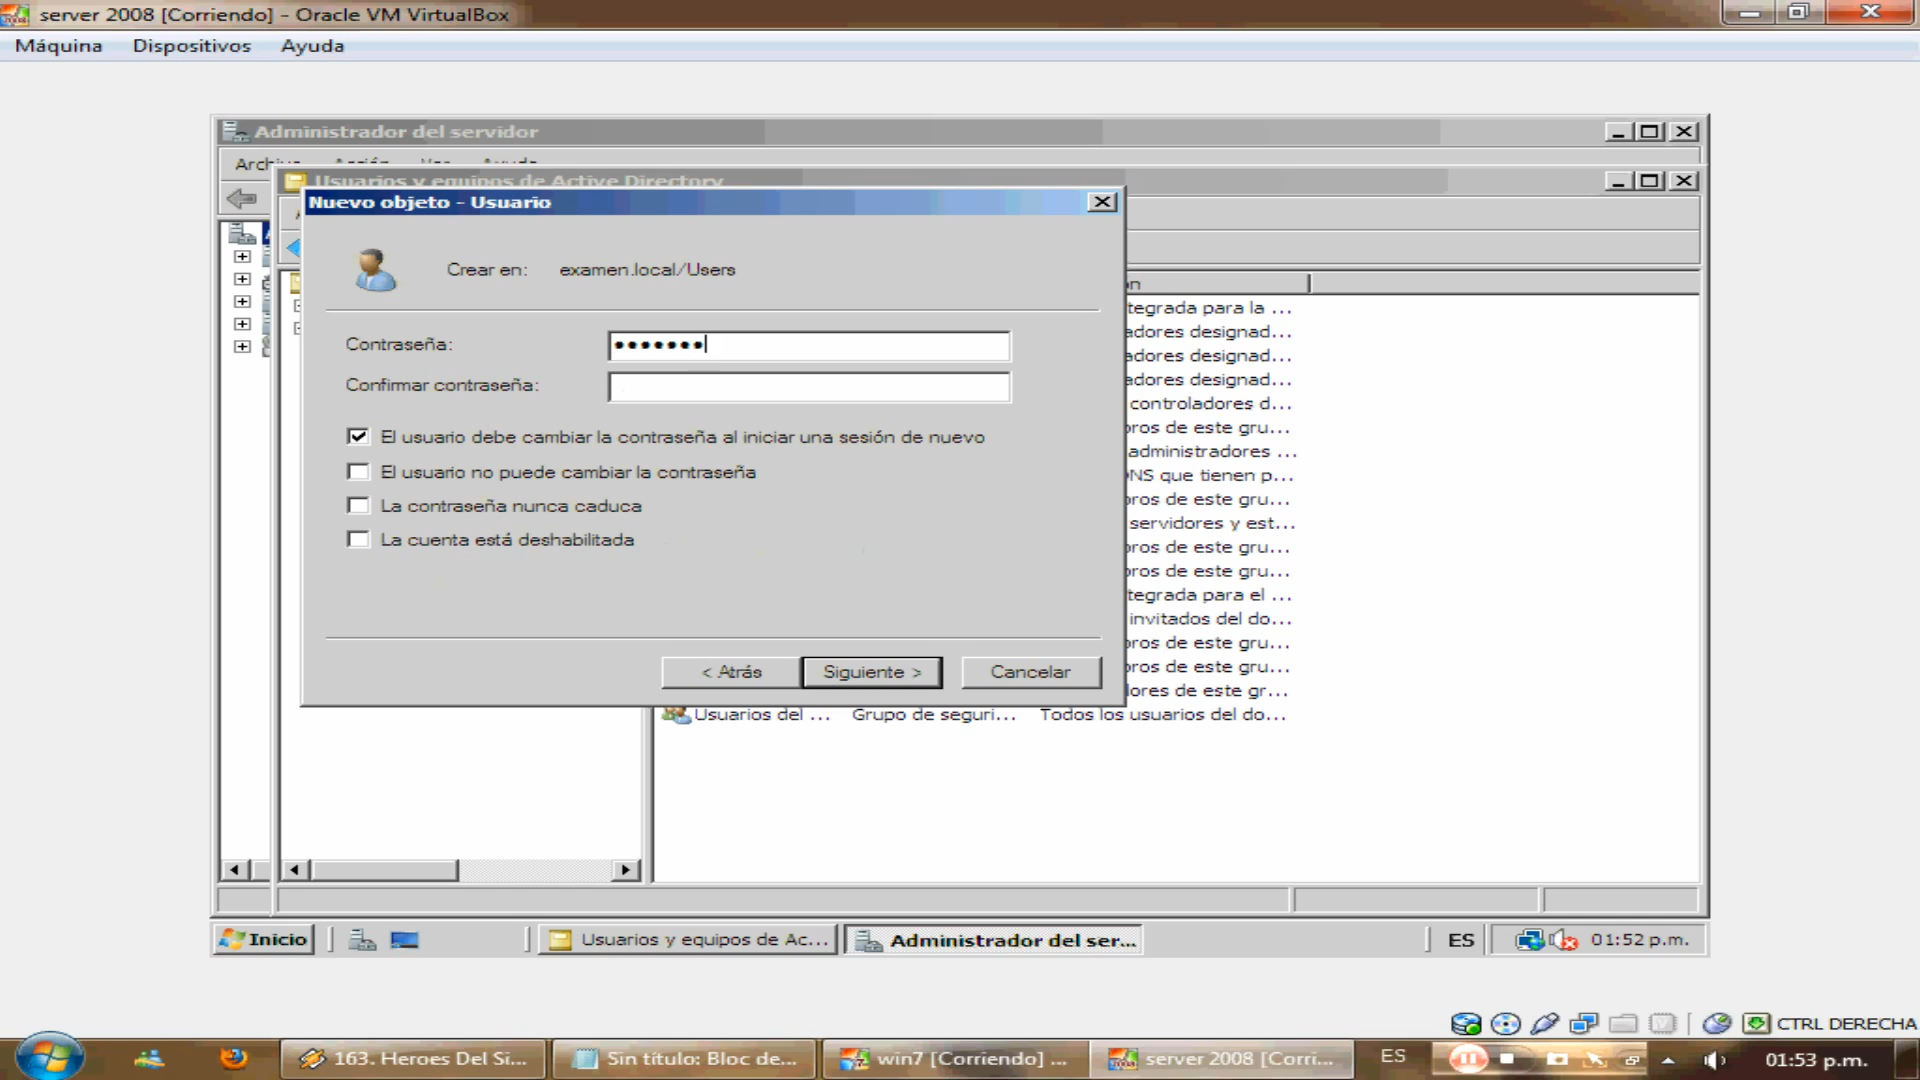 server 2008 [Corriendo] - Oracle VM VirtualBox
Máquina Dispositivos Ayuda
Administrador del servidor
Usuarios y equipos de Active Directory
Nuevo objeto - Usuario
Crear en: examen.local/Users
Contraseña:
Confirmar contraseña:
El usuario debe cambiar la contraseña al iniciar una sesión de nuevo
El usuario no puede cambiar la contraseña
La contraseña nunca caduca
La cuenta está deshabilitada
< Atrás Siguiente > Cancelar
tegrada para la ...
adores designad...
adores designad...
adores designad...
controladores d...
ros de este gru...
administradores ...
NS que tienen p...
ros de este gru...
servidores y est...
ros de este gru...
ros de este gru...
tegrada para el ...
invitados del do...
ros de este gru...
ros de este gru...
lores de este gr...
Usuarios del ... Grupo de seguri... Todos los usuarios del do...
Inicio Usuarios y equipos de Ac... Administrador del ser... ES 01:52 p.m.
CTRL DERECHA
163. Heroes Del Si... Sin título: Bloc de... win7 [Corriendo] ... server 2008 [Corri... ES 01:53 p.m.